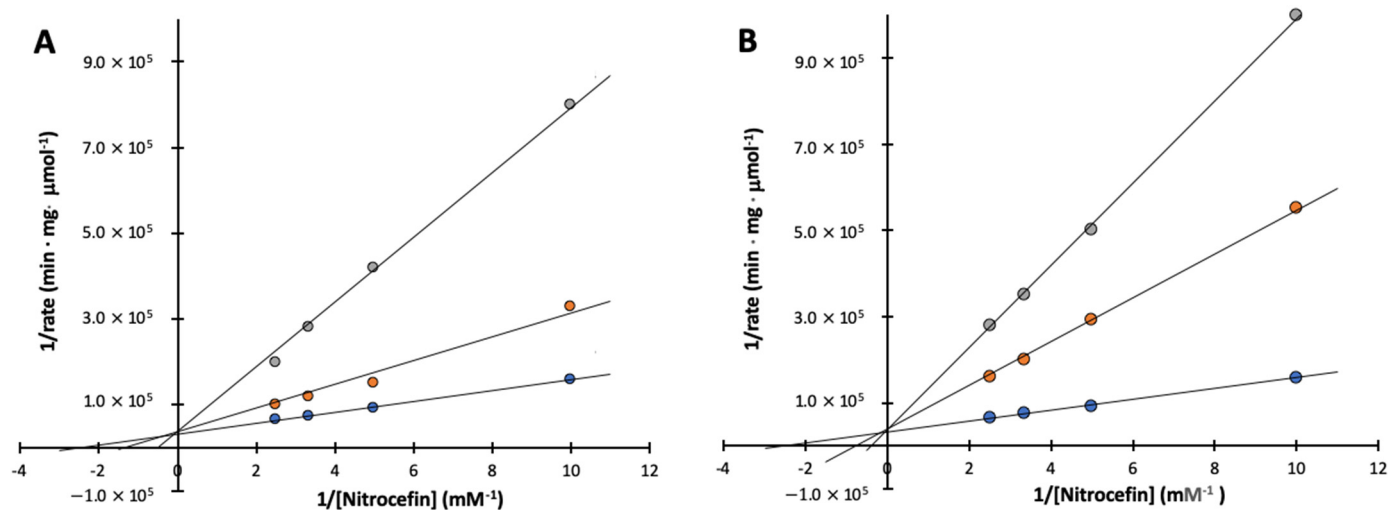 A
9.0 × 10⁵
7.0 × 10⁵
5.0 × 10⁵
3.0 × 10⁵
1.0 × 10⁵
−1.0 × 10⁵
1/rate (min · mg· μmol⁻¹)
-4 -2 0 2 4 6 8 10 12
1/[Nitrocefin] (mM⁻¹)
B
9.0 × 10⁵
7.0 × 10⁵
5.0 × 10⁵
3.0 × 10⁵
1.0 × 10⁵
−1.0 × 10⁵
1/rate (min · mg · μmol⁻¹)
-4 -2 0 2 4 6 8 10 12
1/[Nitrocefin] (mM⁻¹ )